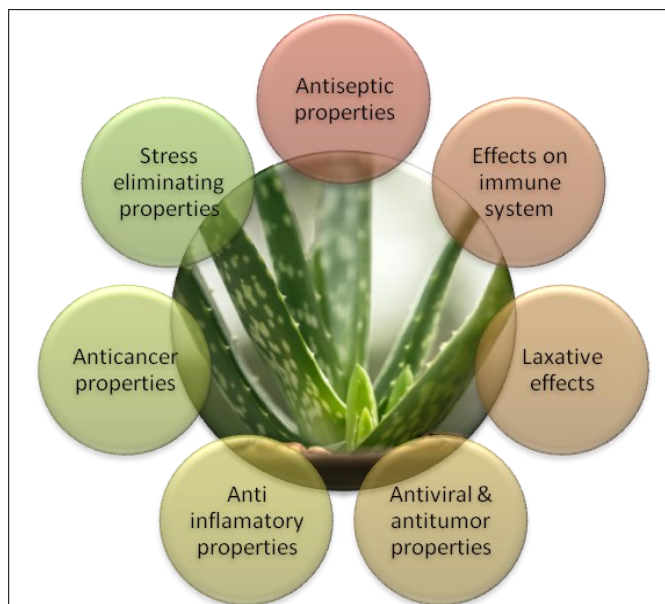 Antiseptic
properties
Effects on
immune
system
Laxative
effects
Antiviral &
antitumor
properties
Anti
inflamatory
properties
Anticancer
properties
Stress
eliminating
properties